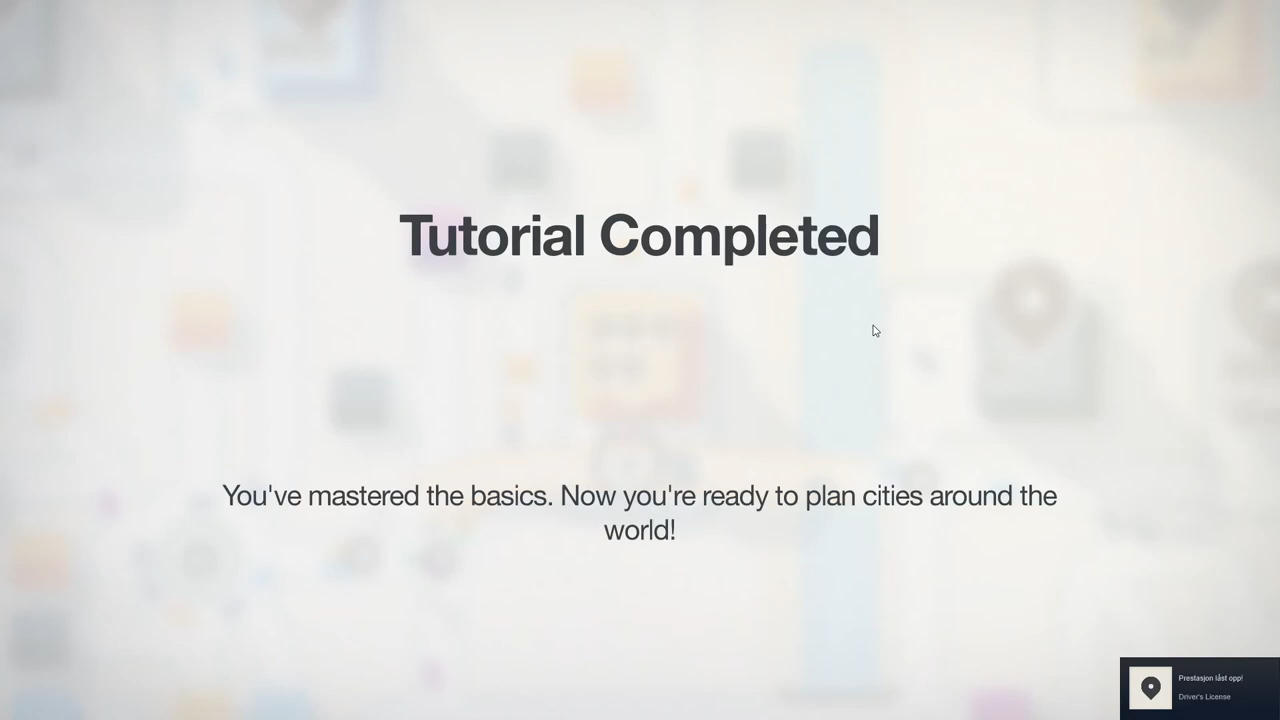 Tutorial Completed
You've mastered the basics. Now you're ready to plan cities around the
world!
Prestasjon låst opp!
Driver's License